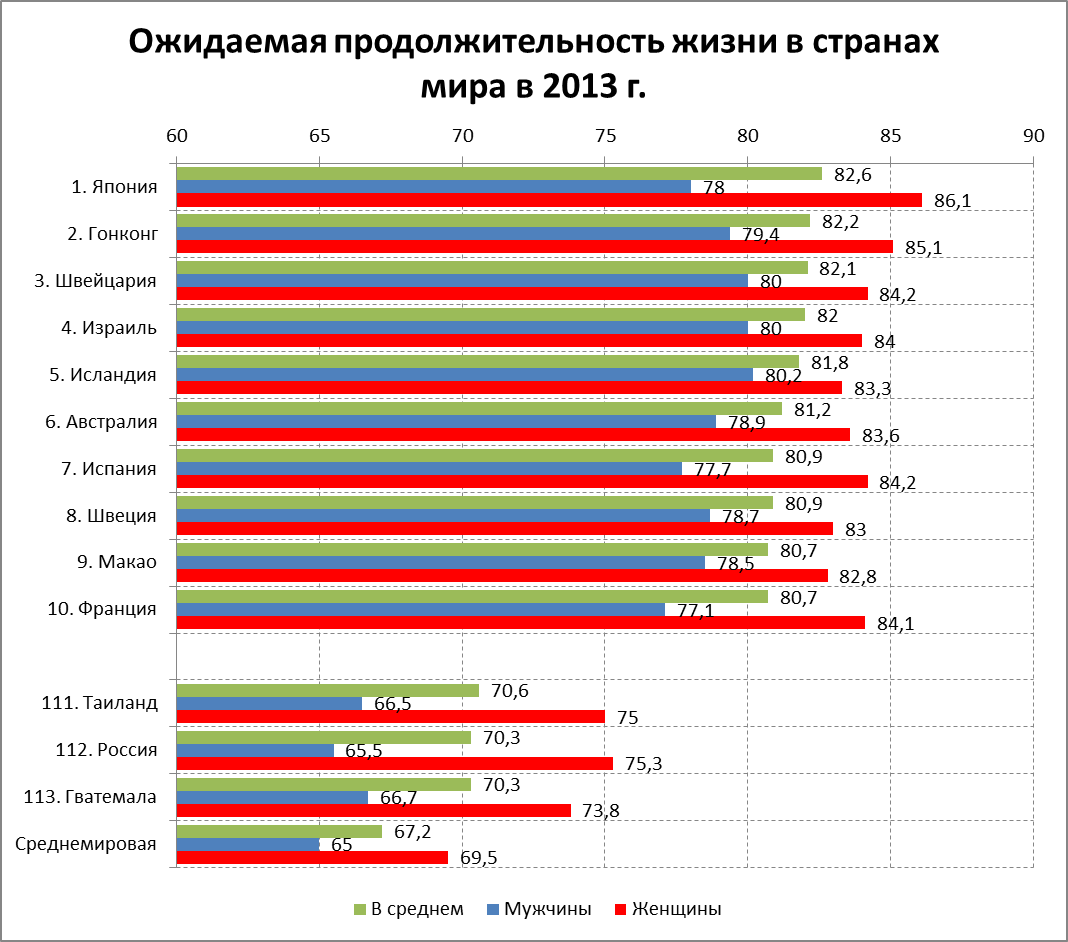 Ожидаемая продолжительность жизни в странах
мира в 2013 г.
60 65 70 75 80 85 90
1. Япония 82,6
78
86,1
2. Гонконг 82,2
79,4
85,1
3. Швейцария 82,1
80
84,2
4. Израиль 82
80
84
5. Исландия 81,8
80,2
83,3
6. Австралия 81,2
78,9
83,6
7. Испания 80,9
77,7
84,2
8. Швеция 80,9
78,7
83
9. Макао 80,7
78,5
82,8
10. Франция 80,7
77,1
84,1
111. Таиланд 70,6
66,5
75
112. Россия 70,3
65,5
75,3
113. Гватемала 70,3
66,7
73,8
Среднемировая 67,2
65
69,5
В среднем Мужчины Женщины